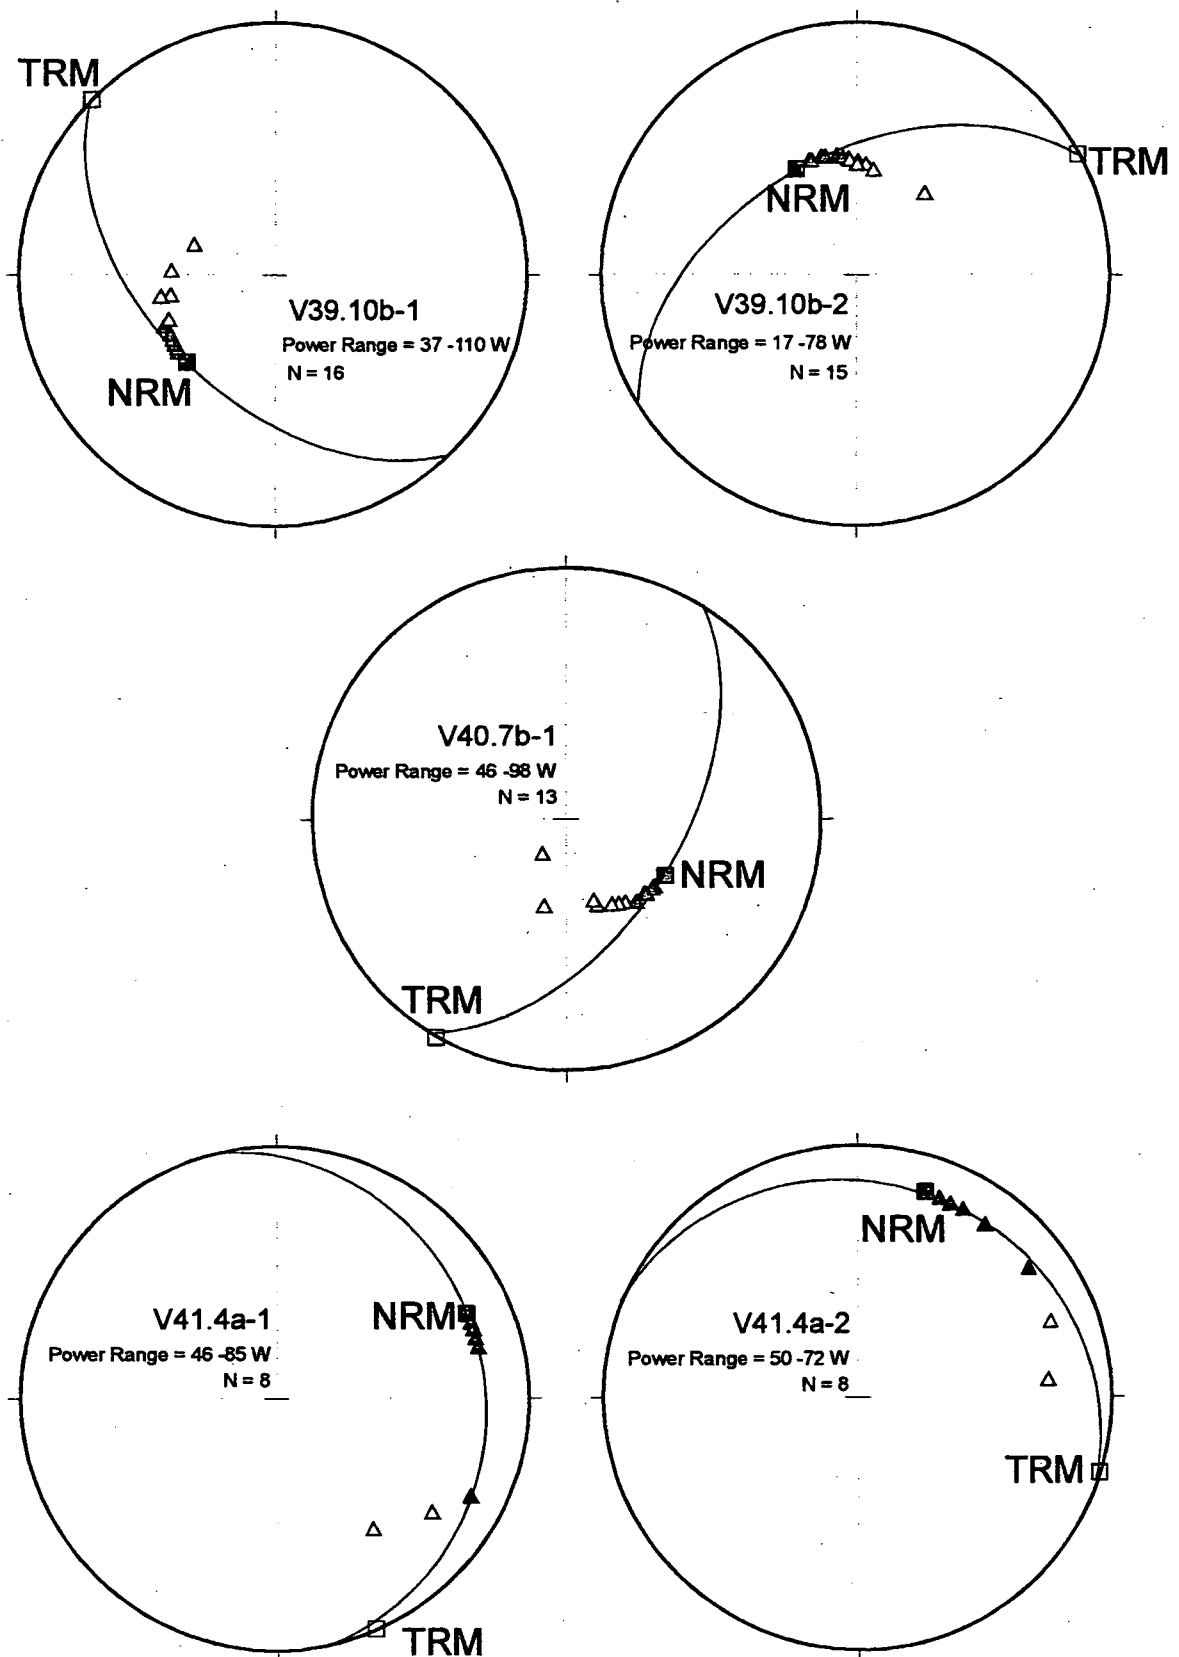 TRM
V39.10b-1
Power Range = 37 -110 W
N = 16
NRM
TRM
NRM
V39.10b-2
Power Range = 17 -78 W
N = 15
V40.7b-1
Power Range = 46 -98 W
N = 13
NRM
TRM
NRM
V41.4a-1
Power Range = 46 -85 W
N = 8
TRM
NRM
V41.4a-2
Power Range = 50 -72 W
N = 8
TRM